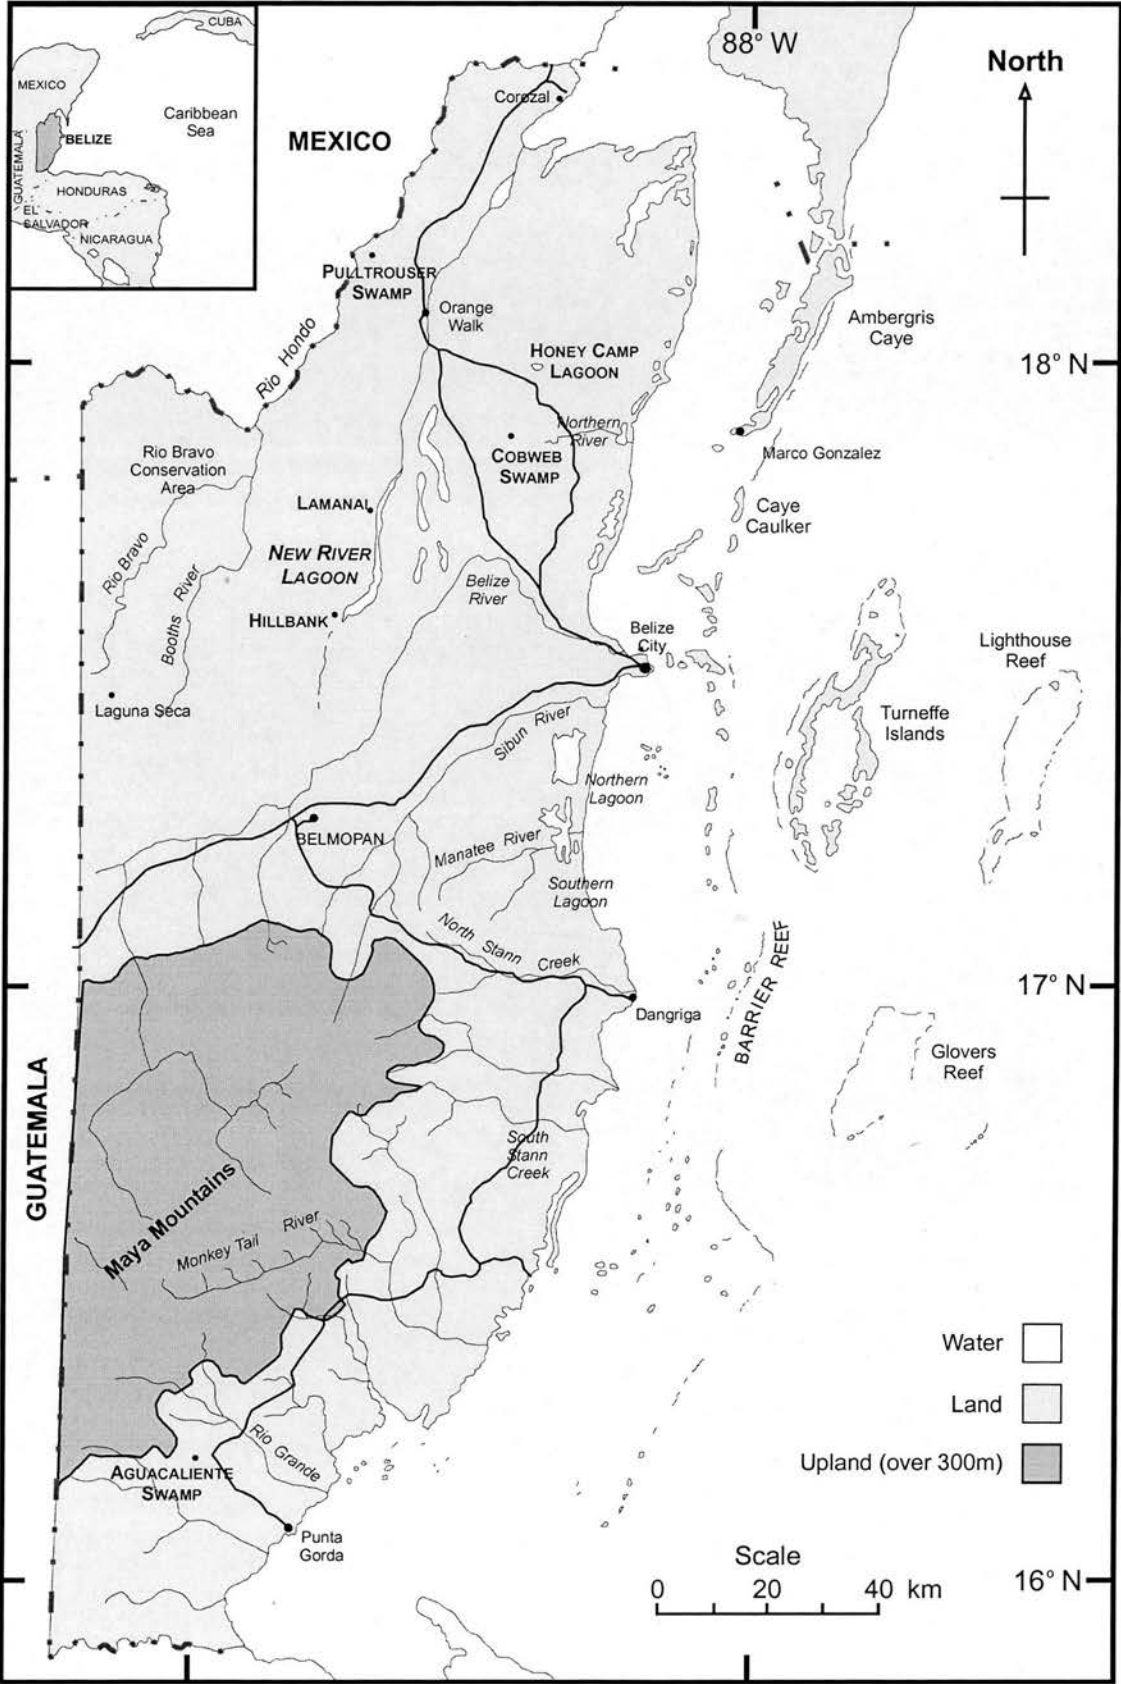 CUBA
MEXICO
Caribbean
Sea
BELIZE
GUATEMALA
HONDURAS
EL
SALVADOR
NICARAGUA
88° W
North
Corozal
MEXICO
PULLTROUSER
SWAMP
Orange
Walk
Rio Hondo
HONEY CAMP
LAGOON
Ambergris
Caye
18° N
Northern
River
Rio Bravo
Conservation
Area
COBWEB
SWAMP
Marco Gonzalez
LAMANAI
Caye
Caulker
NEW RIVER
LAGOON
Rio Bravo
Booths River
Belize
River
HILLBANK
Belize
City
Lighthouse
Reef
Laguna Seca
Turneffe
Islands
Sibun River
Northern
Lagoon
BELMOPAN
Manatee River
Southern
Lagoon
North Stann Creek
BARRIER REEF
17° N
Dangriga
Glovers
Reef
GUATEMALA
South
Stann
Creek
Maya Mountains
Monkey Tail River
Water
Land
Upland (over 300m)
Rio Grande
AGUACALIENTE
SWAMP
Punta
Gorda
Scale
0 20 40 km
16° N